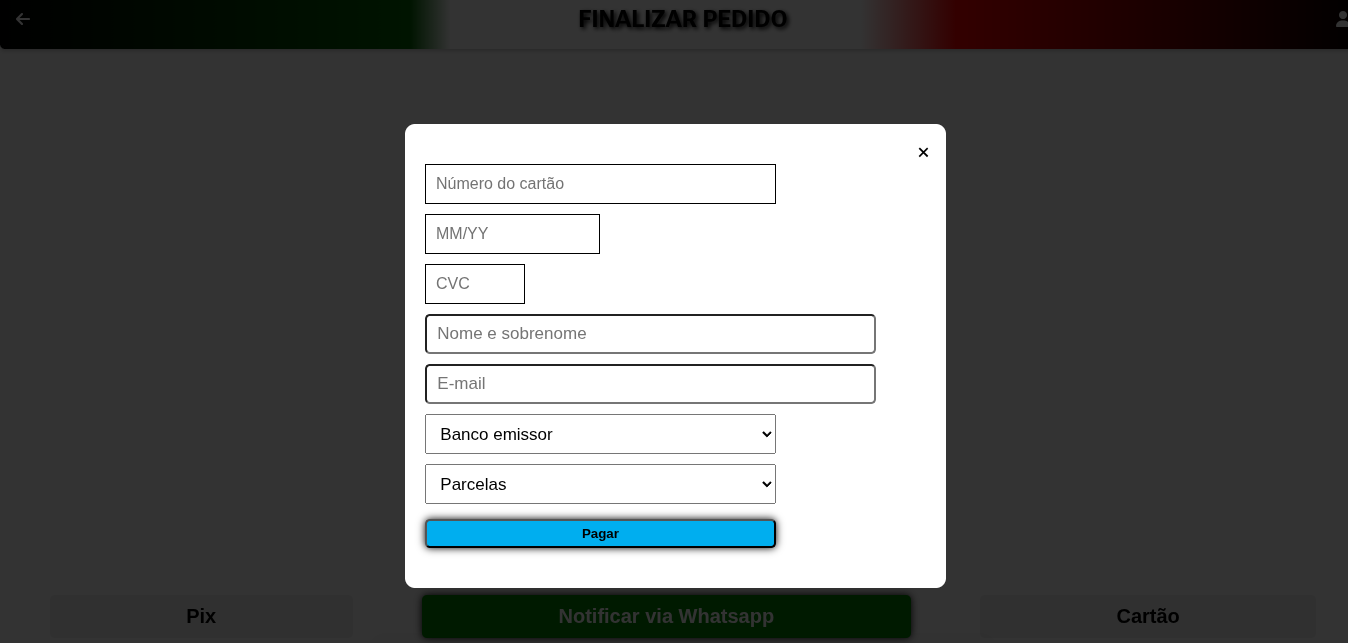 FINALIZAR PEDIDO
Número do cartão
MM/YY
CVC
Nome e sobrenome
E-mail
Banco emissor
Parcelas
Pagar
Pix
Notificar via Whatsapp
Cartão